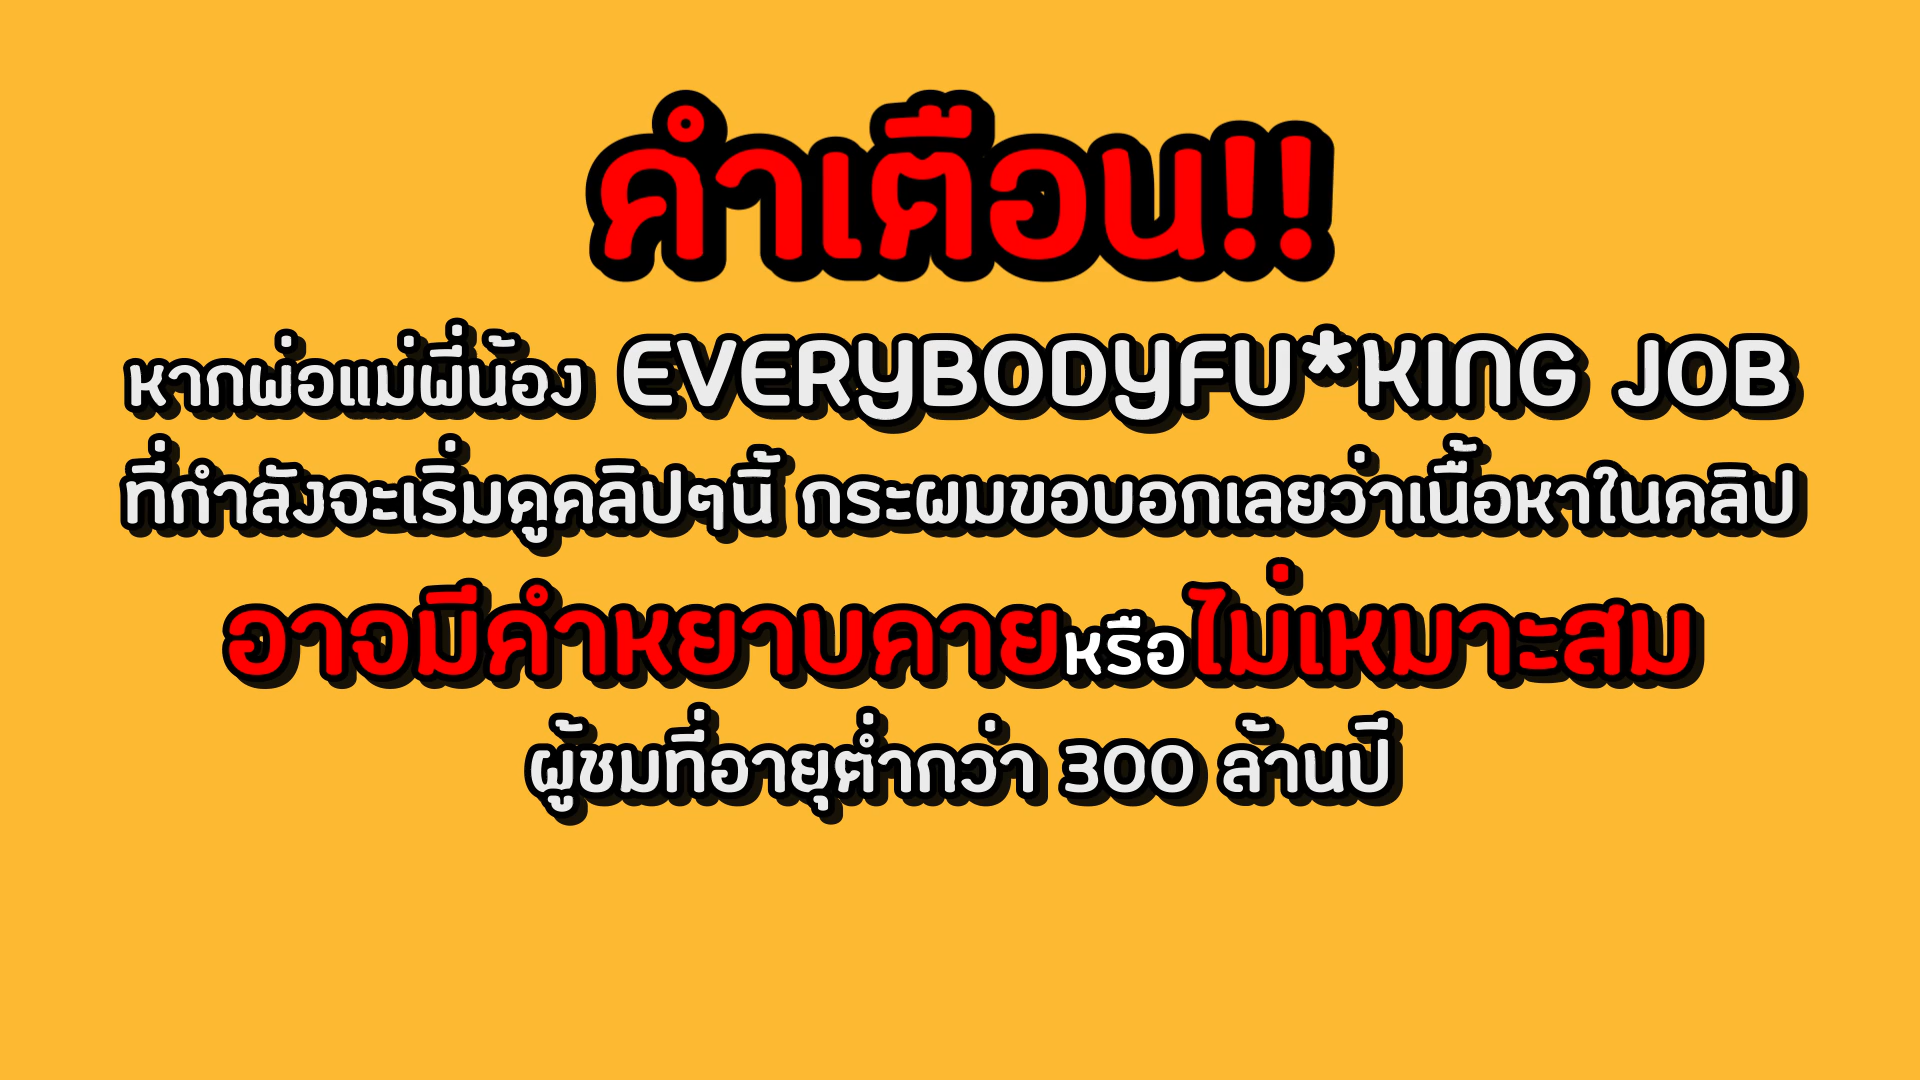 คำเตือน!!
หากพ่อแม่พี่น้อง EVERYBODYFU*KING JOB
ที่กำลังจะเริ่มดูคลิปๆนี้ กระผมขอบอกเลยว่าเนื้อหาในคลิป
อาจมีคำหยาบคายหรือไม่เหมาะสม
ผู้ชมที่อายุต่ำกว่า 300 ล้านปี